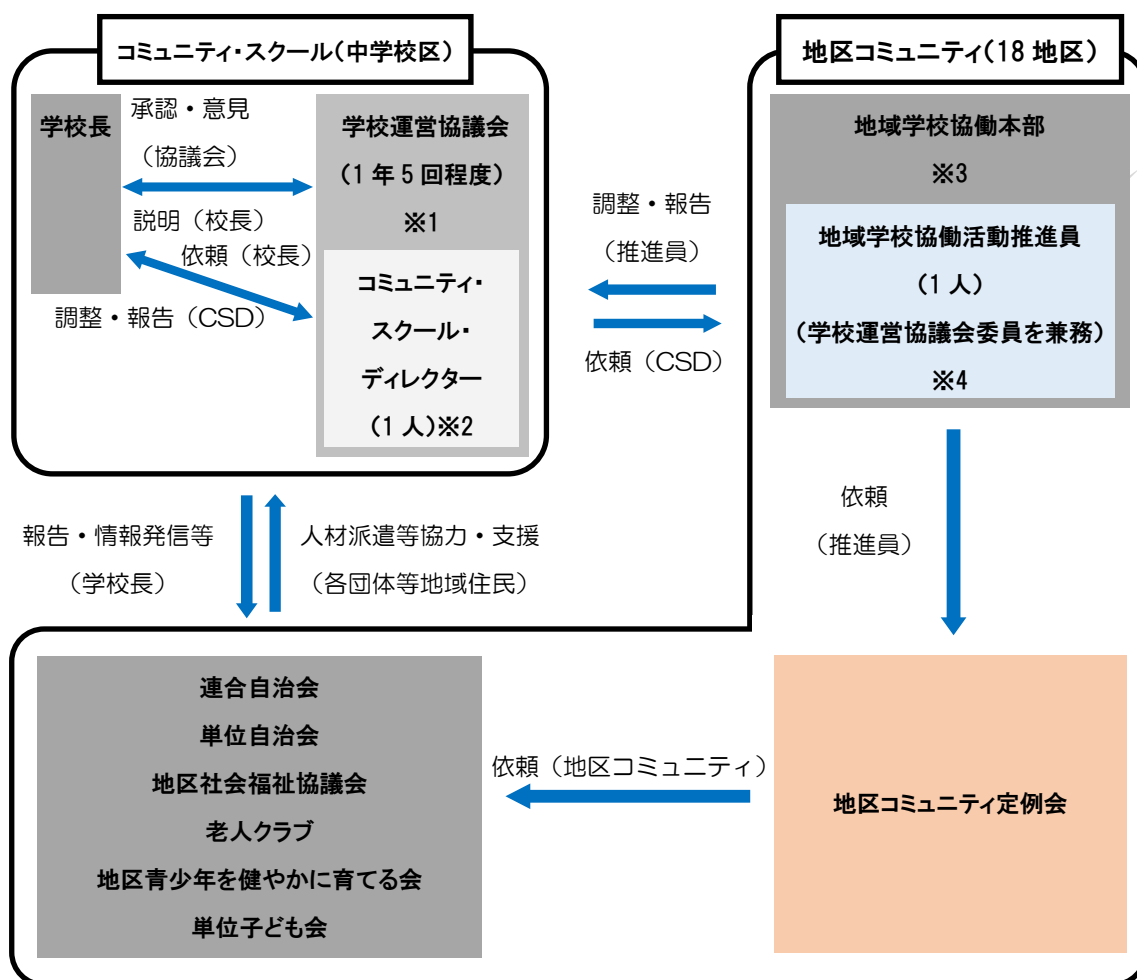 コミュニティ・スクール(中学校区)
学校長
承認・意見
（協議会）
説明（校長）
依頼（校長）
調整・報告（CSD）
学校運営協議会
(1年5回程度)
※1
コミュニティ・
スクール・
ディレクター
(1人)※2
調整・報告
（推進員）
依頼（CSD）
地区コミュニティ(18地区)
地域学校協働本部
※3
地域学校協働活動推進員
(1人)
(学校運営協議会委員を兼務)
※4
報告・情報発信等
（学校長）
人材派遣等協力・支援
（各団体等地域住民）
依頼
（推進員）
連合自治会
単位自治会
地区社会福祉協議会
老人クラブ
地区青少年を健やかに育てる会
単位子ども会
依頼（地区コミュニティ）
地区コミュニティ定例会